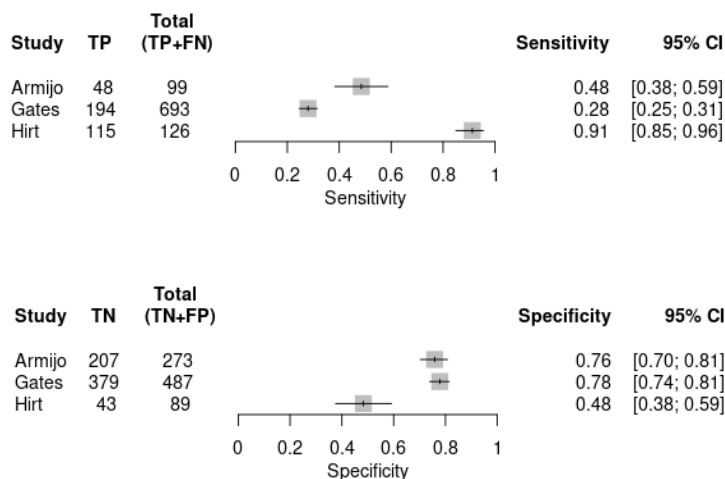 Total
Study TP (TP+FN) Sensitivity 95% CI
Armijo 48 99 0.48 [0.38; 0.59]
Gates 194 693 0.28 [0.25; 0.31]
Hirt 115 126 0.91 [0.85; 0.96]
0 0.2 0.4 0.6 0.8 1
Sensitivity
Total
Study TN (TN+FP) Specificity 95% CI
Armijo 207 273 0.76 [0.70; 0.81]
Gates 379 487 0.78 [0.74; 0.81]
Hirt 43 89 0.48 [0.38; 0.59]
0 0.2 0.4 0.6 0.8 1
Specificity